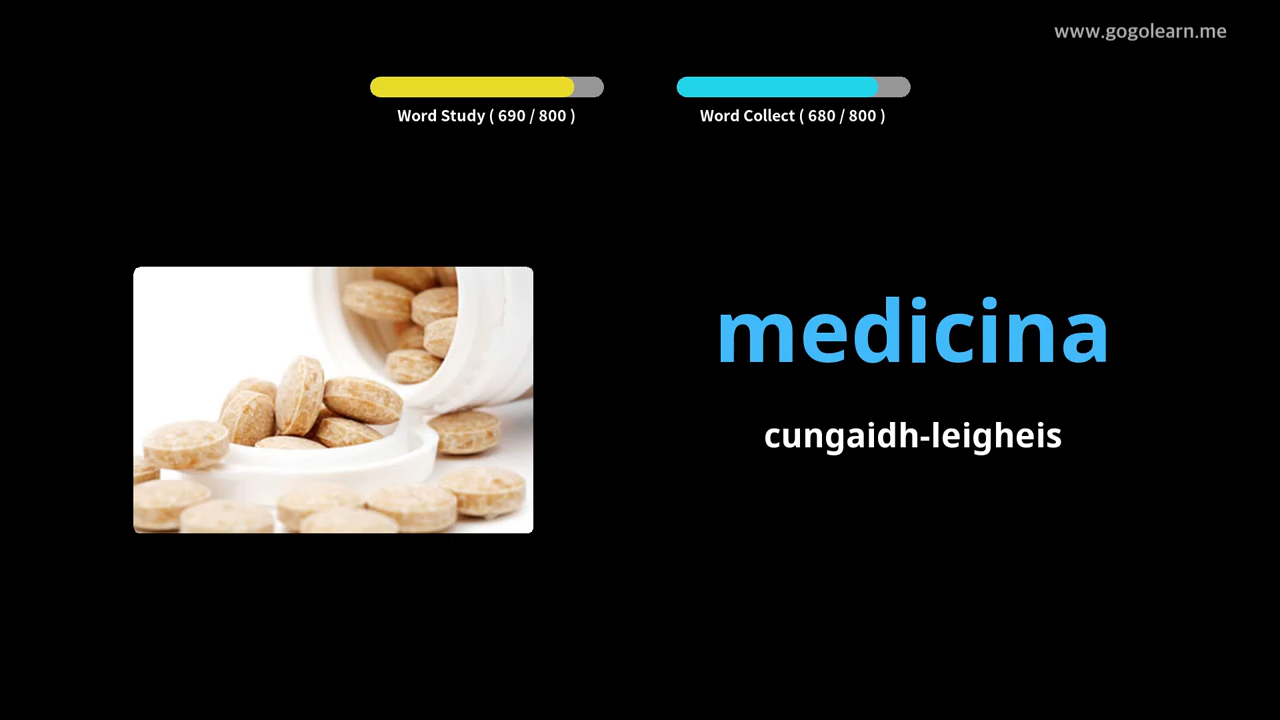 www.gogolearn.me
Word Study ( 690 / 800 )
Word Collect ( 680 / 800 )
medicina
cungaidh-leigheis